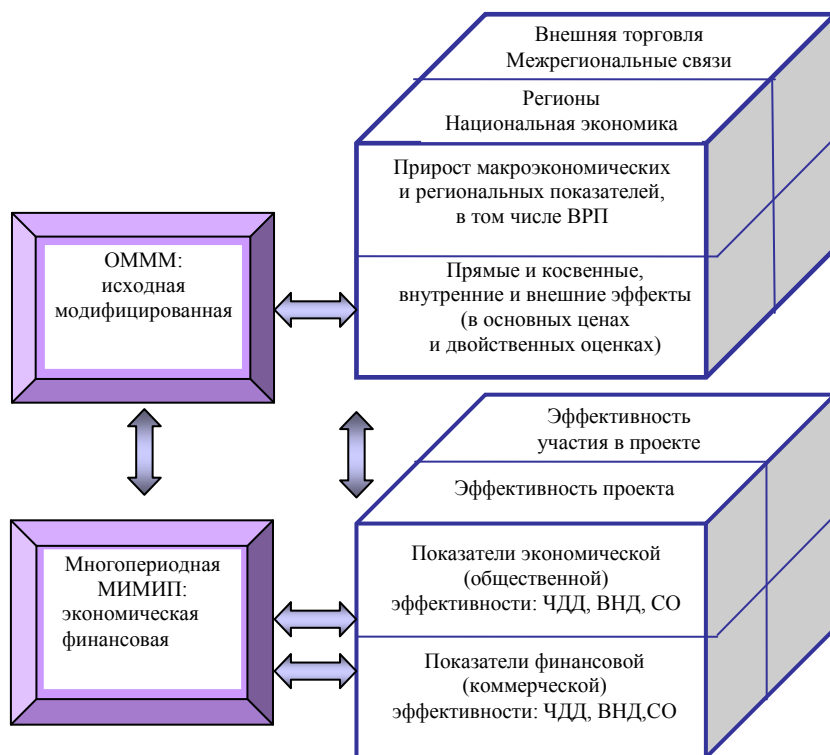 Внешняя торговля
Межрегиональные связи
Регионы
Национальная экономика
Прирост макроэкономических
и региональных показателей,
в том числе ВРП
ОМММ:
исходная
модифицированная
Прямые и косвенные,
внутренние и внешние эффекты
(в основных ценах
и двойственных оценках)
Эффективность
участия в проекте
Эффективность проекта
Многопериодная
МИМИП:
экономическая
финансовая
Показатели экономической
(общественной)
эффективности: ЧДД, ВНД, СО
Показатели финансовой
(коммерческой)
эффективности: ЧДД, ВНД,СО